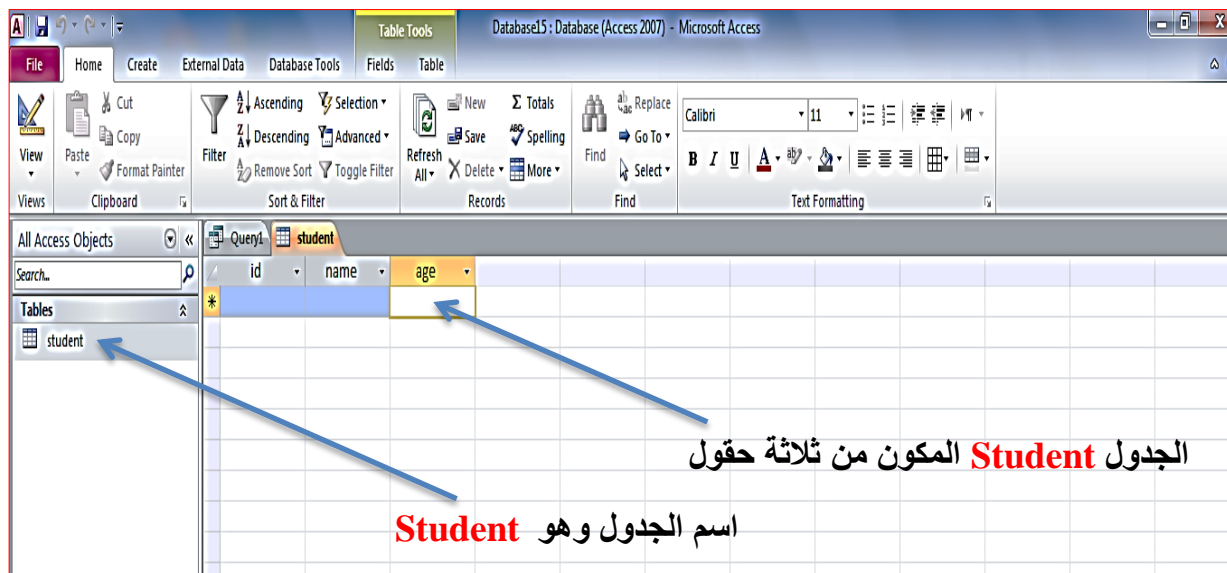 Table Tools
Database15 : Database (Access 2007) - Microsoft Access
File Home Create External Data Database Tools Fields Table
View
Paste
Cut
Copy
Format Painter
Filter
Ascending
Descending
Remove Sort
Selection
Advanced
Toggle Filter
Refresh All
New
Save
Delete
Totals
Spelling
More
Find
Replace
Go To
Select
Calibri 11
B I U A
Views Clipboard Sort & Filter Records Find Text Formatting
All Access Objects
Search...
Tables
student
Query1 student
id name age
الجدول Student المكون من ثلاثة حقول
اسم الجدول وهو Student